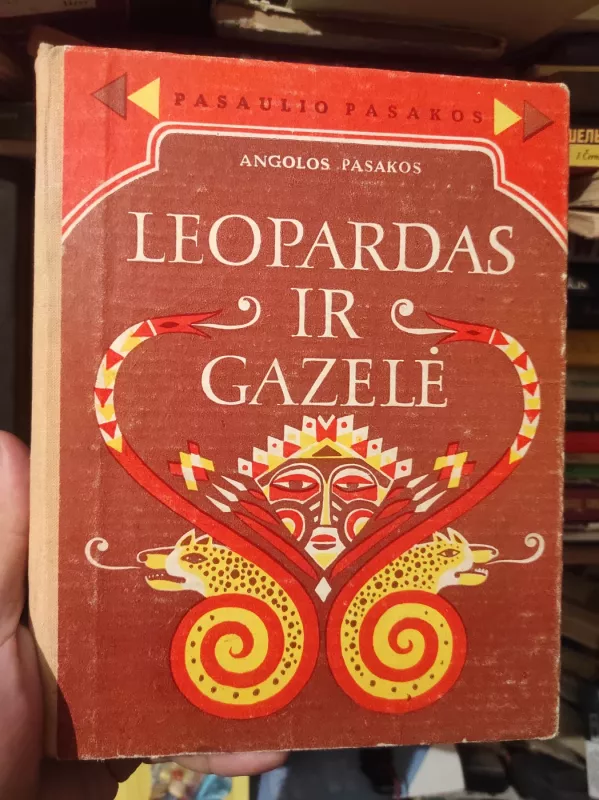 PASAULIO PASAKOS
ANGOLOS PASAKOS
LEOPARDAS
IR
GAZELĖ